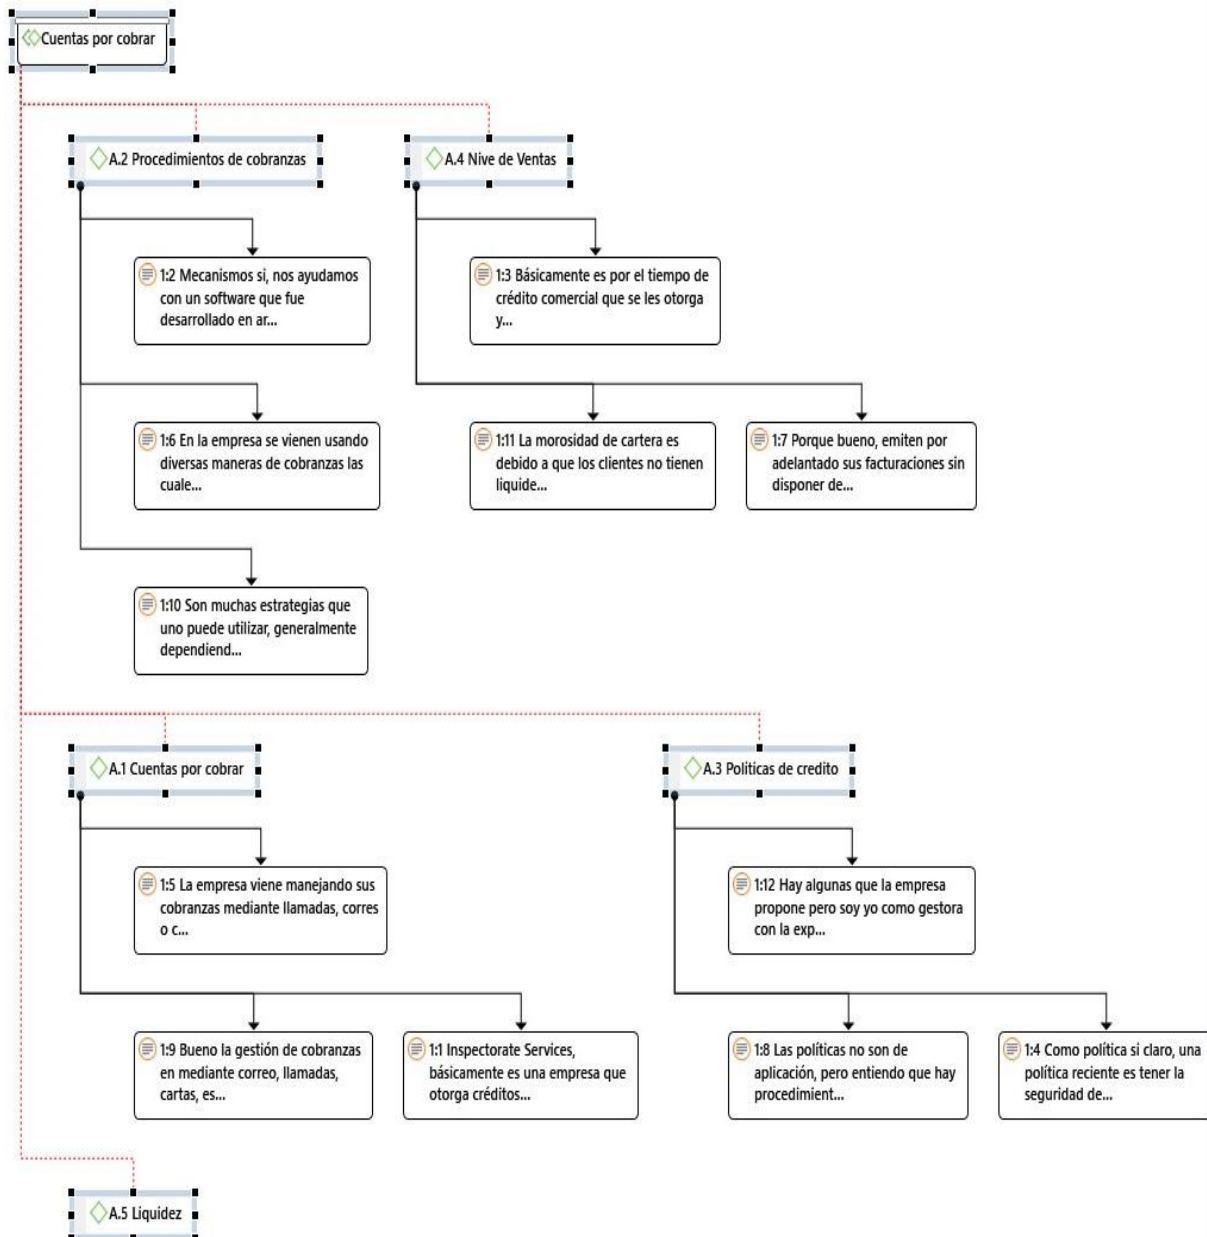 Cuentas por cobrar
A.2 Procedimientos de cobranzas
A.4 Nive de Ventas
1:2 Mecanismos si, nos ayudamos
con un software que fue
desarrollado en ar...
1:3 Básicamente es por el tiempo de
crédito comercial que se les otorga
y...
1:6 En la empresa se vienen usando
diversas maneras de cobranzas las
cuale...
1:11 La morosidad de cartera es
debido a que los clientes no tienen
liquide...
1:7 Porque bueno, emiten por
adelantado sus facturaciones sin
disponer de...
1:10 Son muchas estrategias que
uno puede utilizar, generalmente
dependiend...
A.1 Cuentas por cobrar
A.3 Politicas de credito
1:5 La empresa viene manejando sus
cobranzas mediante llamadas, corres
o c...
1:12 Hay algunas que la empresa
propone pero soy yo como gestora
con la exp...
1:9 Bueno la gestión de cobranzas
en mediante correo, llamadas,
cartas, es...
1:1 Inspectorate Services,
básicamente es una empresa que
otorga créditos...
1:8 Las políticas no son de
aplicación, pero entiendo que hay
procedimient...
1:4 Como política si claro, una
política reciente es tener la
seguridad de...
A.5 Liquidez